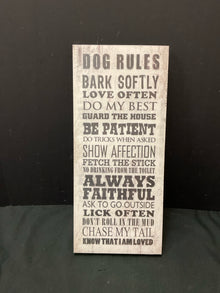 DOG RULES
BARK SOFTLY
LOVE OFTEN
DO MY BEST
GUARD THE HOUSE
BE PATIENT
DO TRICKS WHEN ASKED
SHOW AFFECTION
FETCH THE STICK
NO DRINKING FROM THE TOILET
ALWAYS
FAITHFUL
ASK TO GO OUTSIDE
LICK OFTEN
DON'T ROLL IN THE MUD
CHASE MY TAIL
KNOW THAT I AM LOVED